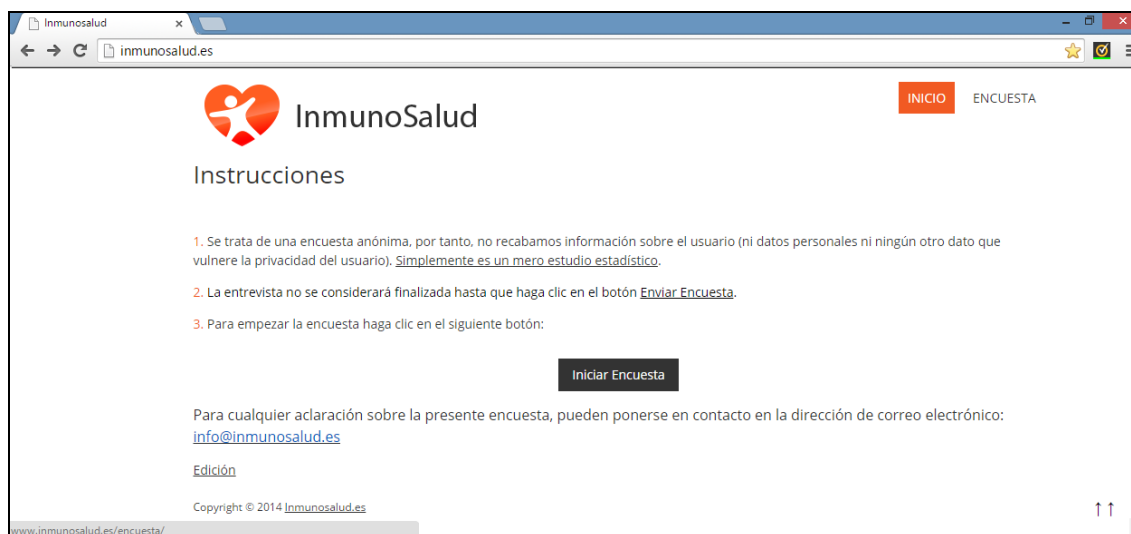 Inmunosalud
inmunosalud.es
InmunoSalud
INICIO
ENCUESTA
Instrucciones
1. Se trata de una encuesta anónima, por tanto, no recabamos información sobre el usuario (ni datos personales ni ningún otro dato que
vulnere la privacidad del usuario). Simplemente es un mero estudio estadístico.
2. La entrevista no se considerará finalizada hasta que haga clic en el botón Enviar Encuesta.
3. Para empezar la encuesta haga clic en el siguiente botón:
Iniciar Encuesta
Para cualquier aclaración sobre la presente encuesta, pueden ponerse en contacto en la dirección de correo electrónico:
info@inmunosalud.es
Edición
Copyright © 2014 Inmunosalud.es
www.inmunosalud.es/encuesta/